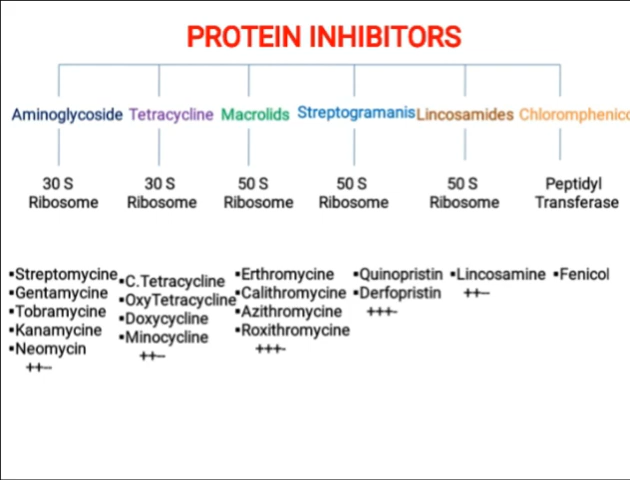 PROTEIN INHIBITORS
Aminoglycoside Tetracycline Macrolids Streptogramanis Lincosamides Chloromphenico
30 S Ribosome
30 S Ribosome
50 S Ribosome
50 S Ribosome
50 S Ribosome
Peptidyl Transferase
▪Streptomycine
▪Gentamycine
▪Tobramycine
▪Kanamycine
▪Neomycin
++--
▪C.Tetracycline
▪OxyTetracycline
▪Doxycycline
▪Minocycline
++--
▪Erthromycine
▪Calithromycine
▪Azithromycine
▪Roxithromycine
+++-
▪Quinopristin
▪Derfopristin
+++-
▪Lincosamine
++--
▪Fenicol